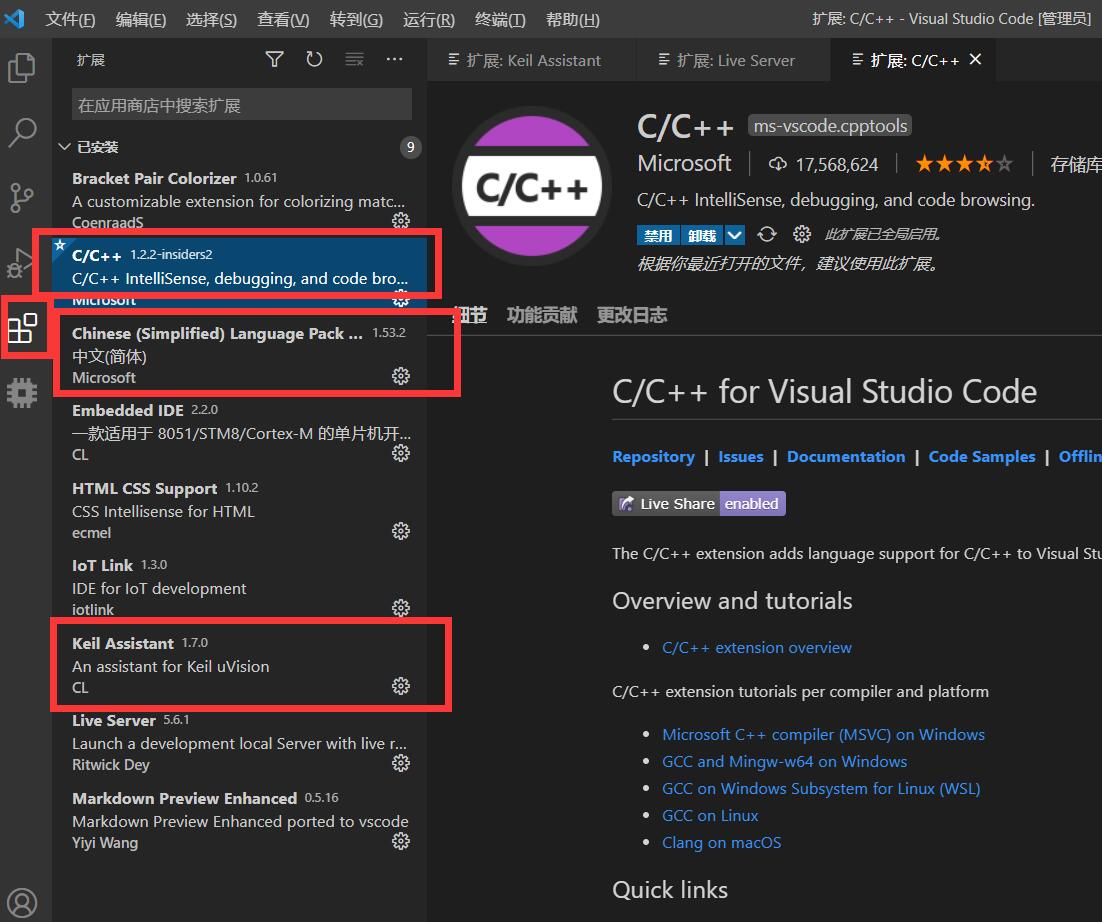 文件(F) 编辑(E) 选择(S) 查看(V) 转到(G) 运行(R) 终端(T) 帮助(H) 扩展: C/C++ - Visual Studio Code [管理员]
扩展
在应用商店中搜索扩展
已安装 9
Bracket Pair Colorizer 1.0.61
A customizable extension for colorizing matc...
CoenraadS
C/C++ 1.2.2-insiders2
C/C++ IntelliSense, debugging, and code bro...
Microsoft
Chinese (Simplified) Language Pack ... 1.53.2
中文(简体)
Microsoft
Embedded IDE 2.2.0
一款适用于 8051/STM8/Cortex-M 的单片机开...
CL
HTML CSS Support 1.10.2
CSS Intellisense for HTML
ecmel
IoT Link 1.3.0
IDE for IoT development
iotlink
Keil Assistant 1.7.0
An assistant for Keil uVision
CL
Live Server 5.6.1
Launch a development local Server with live r...
Ritwick Dey
Markdown Preview Enhanced 0.5.16
Markdown Preview Enhanced ported to vscode
Yiyi Wang
扩展: Keil Assistant 扩展: Live Server 扩展: C/C++
C/C++
C/C++ ms-vscode.cpptools
Microsoft 17,568,624 存储库
C/C++ IntelliSense, debugging, and code browsing.
禁用 卸载 此扩展已全局启用。
根据你最近打开的文件，建议使用此扩展。
细节 功能贡献 更改日志
C/C++ for Visual Studio Code
Repository | Issues | Documentation | Code Samples | Offlin
Live Share enabled
The C/C++ extension adds language support for C/C++ to Visual Stu
Overview and tutorials
• C/C++ extension overview
C/C++ extension tutorials per compiler and platform
• Microsoft C++ compiler (MSVC) on Windows
• GCC and Mingw-w64 on Windows
• GCC on Windows Subsystem for Linux (WSL)
• GCC on Linux
• Clang on macOS
Quick links